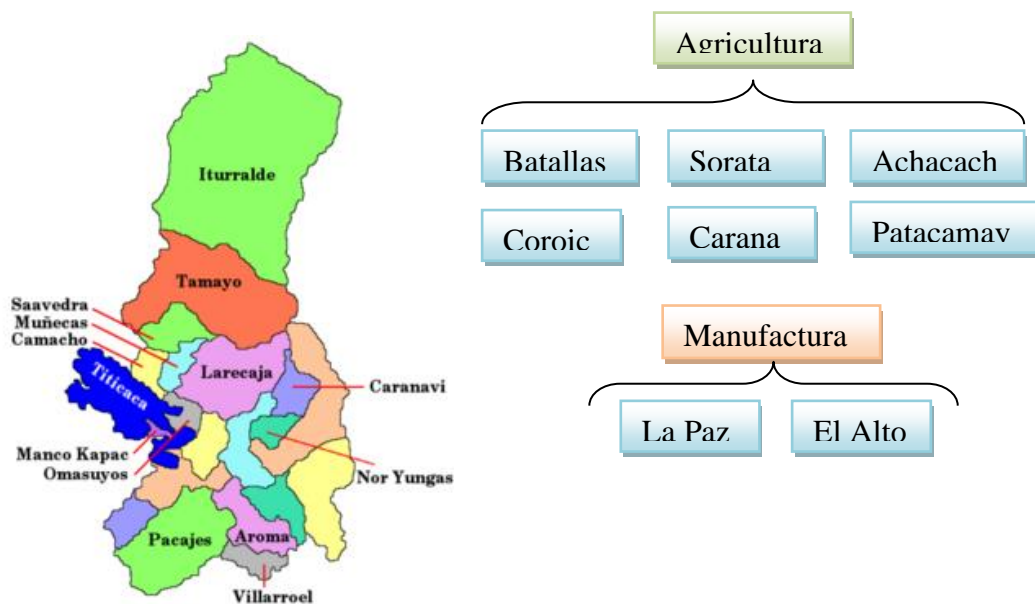 Iturralde
Tamayo
Saavedra
Muñecas
Camacho
Titicaca
Larecaja
Caranavi
Manco Kapac
Omasuyos
Nor Yungas
Pacajes
Aroma
Villarroel
Agricultura
Batallas Sorata Achacach
Coroic Carana Patacamay
Manufactura
La Paz El Alto